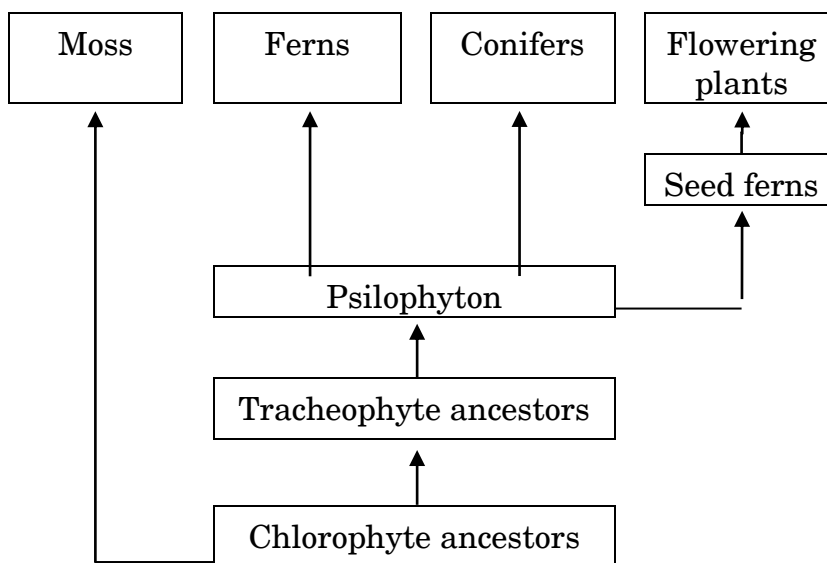 Moss
Ferns
Conifers
Flowering
plants
Seed ferns
Psilophyton
Tracheophyte ancestors
Chlorophyte ancestors